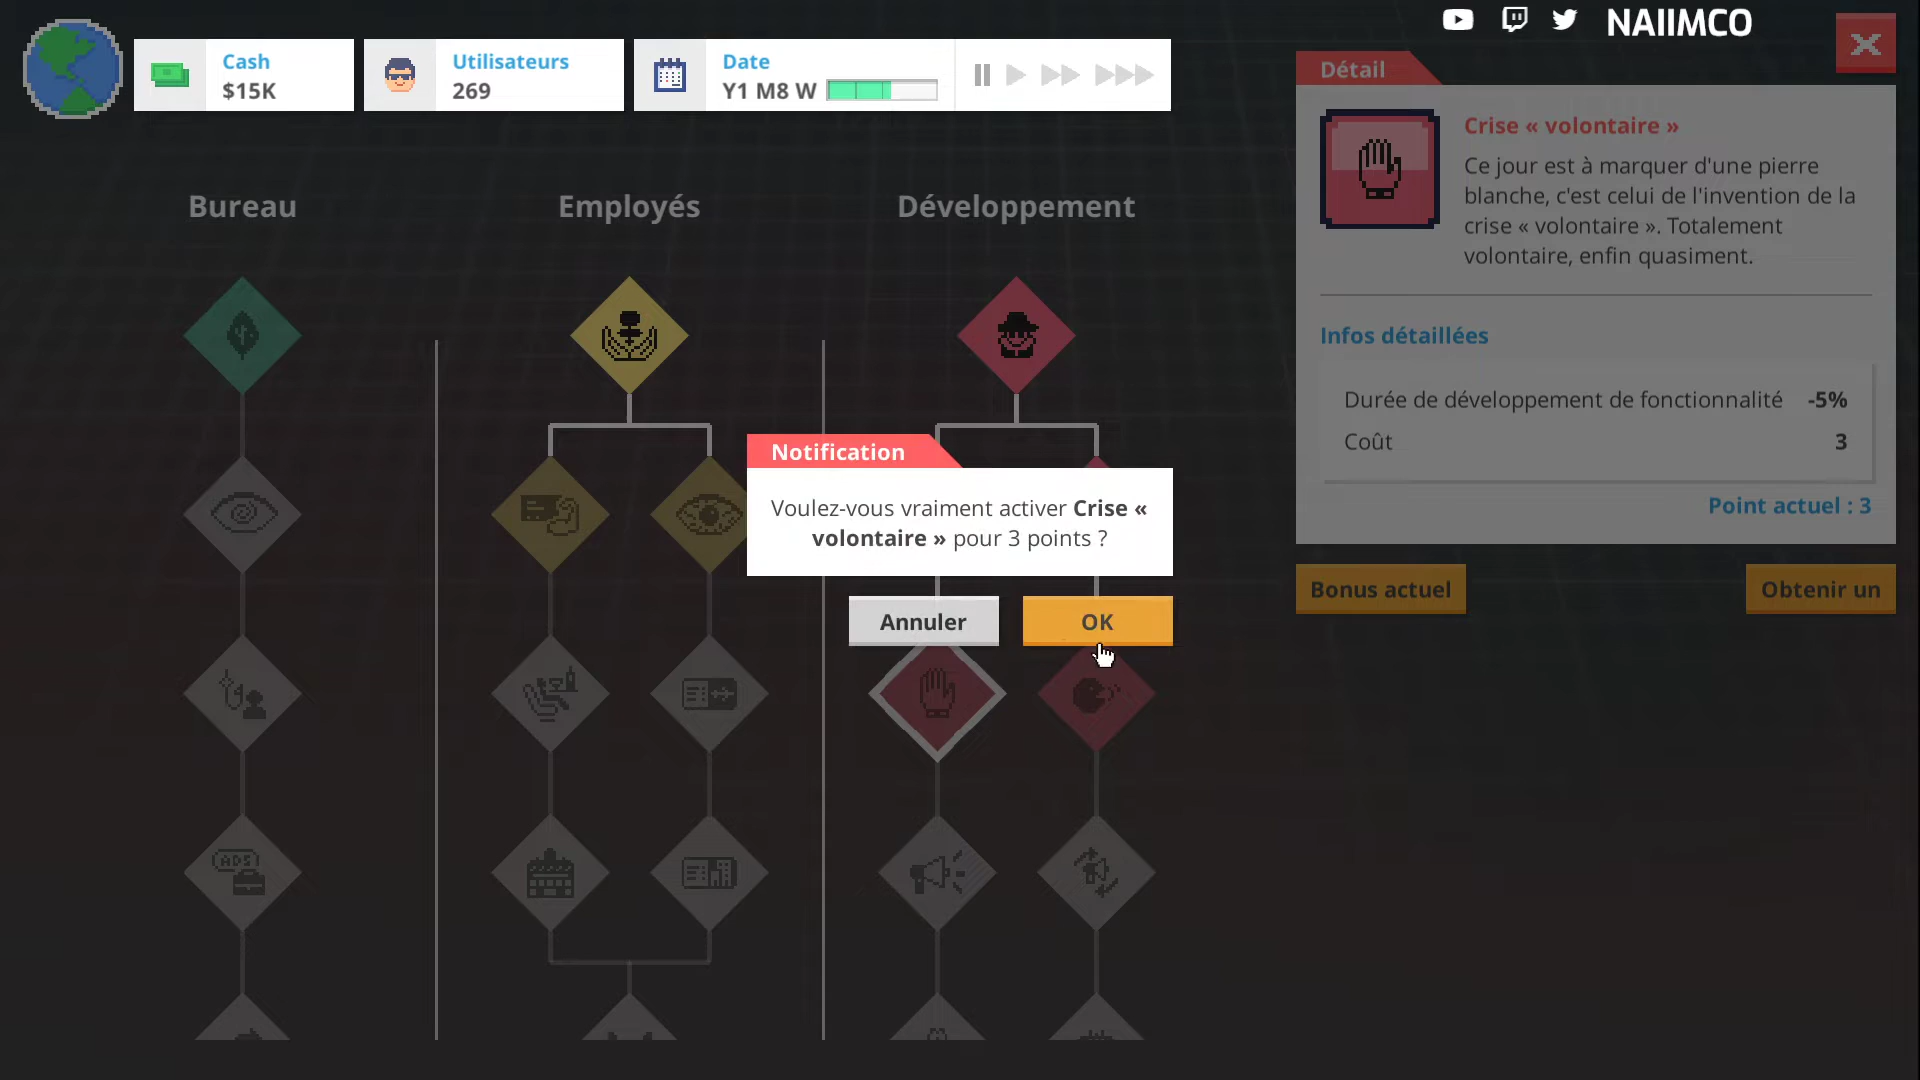 NAIIMCO
Cash
$15K
Utilisateurs
269
Date
Y1 M8 W
Détail
Crise « volontaire »
Ce jour est à marquer d'une pierre
blanche, c'est celui de l'invention de la
crise « volontaire ». Totalement
volontaire, enfin quasiment.
Bureau
Employés
Développement
Infos détaillées
Durée de développement de fonctionnalité -5%
Coût 3
Point actuel : 3
Notification
Voulez-vous vraiment activer Crise «
volontaire » pour 3 points ?
Annuler
OK
Bonus actuel
Obtenir un
ADS